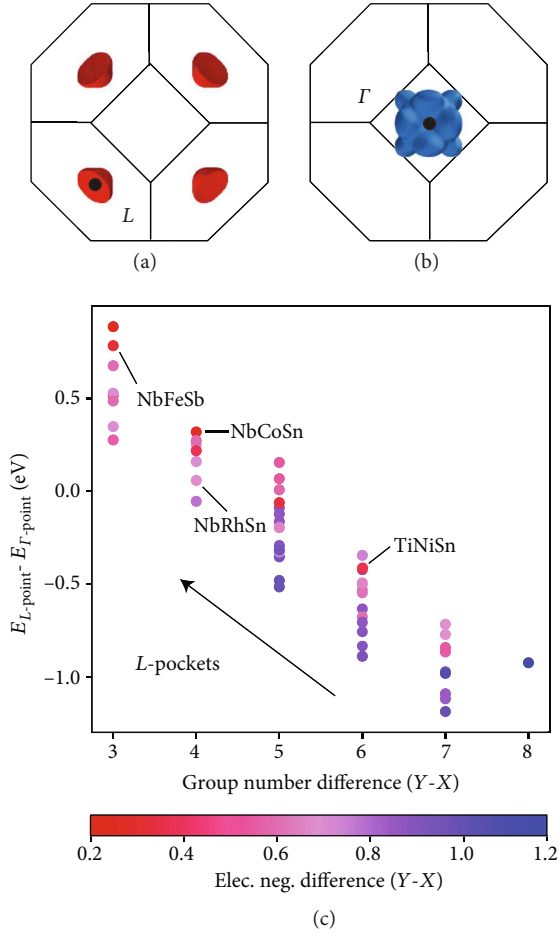 L
(a)
Γ
(b)
E_L-point - E_Γ-point (eV)
0.5
0.0
−0.5
−1.0
NbFeSb
NbCoSn
NbRhSn
TiNiSn
L-pockets
3 4 5 6 7 8
Group number difference (Y-X)
0.2 0.4 0.6 0.8 1.0 1.2
Elec. neg. difference (Y-X)
(c)